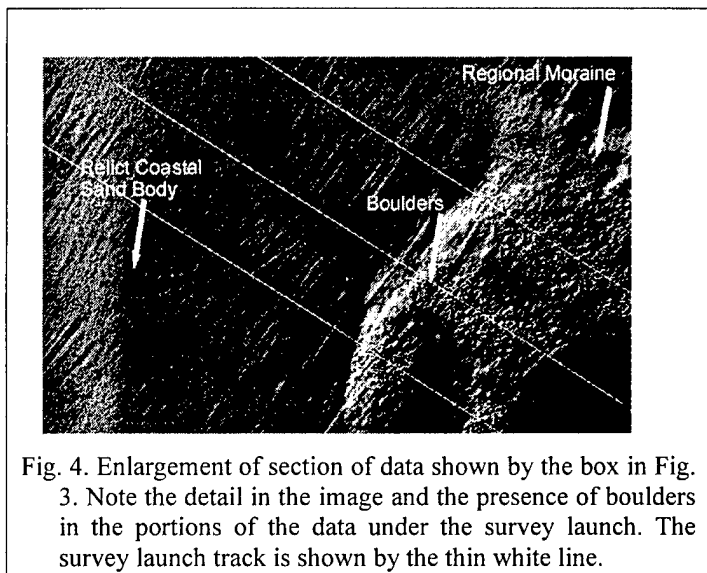 Regional Moraine
Relict Coastal
Sand Body
Boulders
Fig. 4. Enlargement of section of data shown by the box in Fig.
3. Note the detail in the image and the presence of boulders
in the portions of the data under the survey launch. The
survey launch track is shown by the thin white line.